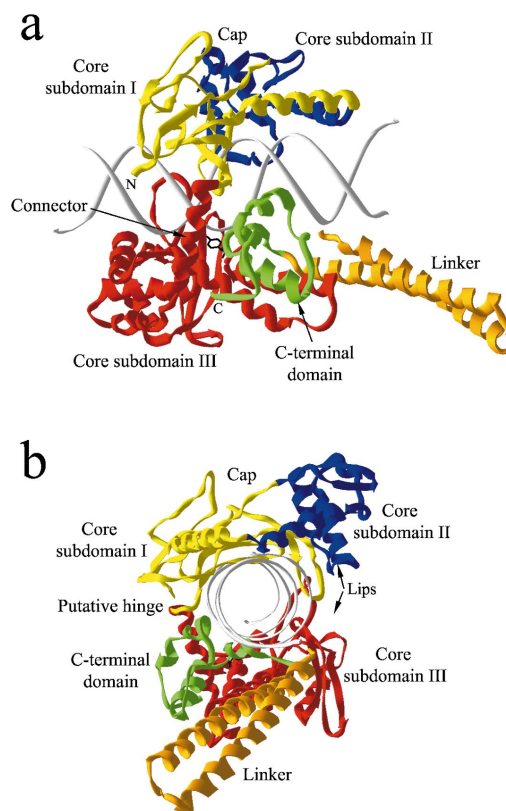 a
Cap
Core subdomain II
Core
subdomain I
N
Connector
Linker
C
Core subdomain III
C-terminal
domain
b
Cap
Core
subdomain II
Core
subdomain I
Lips
Putative hinge
C-terminal
domain
Core
subdomain III
Linker